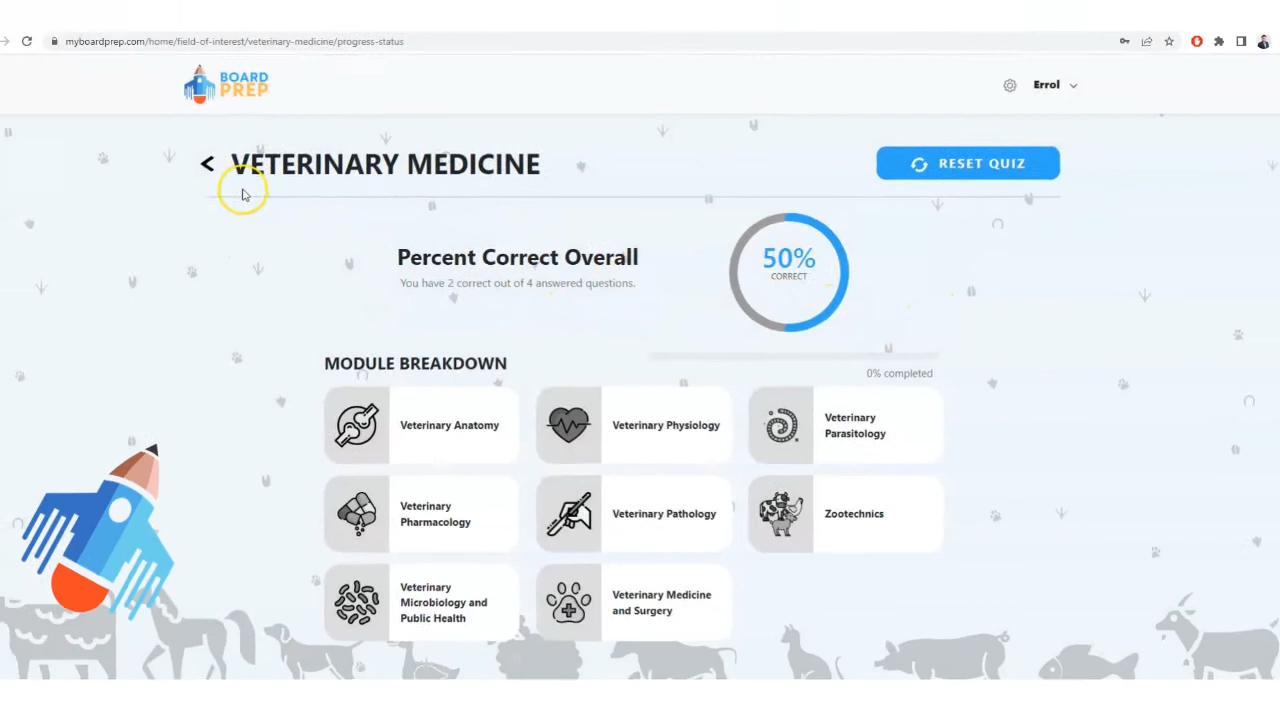 myboardprep.com/home/field-of-interest/veterinary-medicine/progress-status
BOARD
PREP
Errol
< VETERINARY MEDICINE
RESET QUIZ
Percent Correct Overall
You have 2 correct out of 4 answered questions.
50%
CORRECT
MODULE BREAKDOWN
0% completed
Veterinary Anatomy
Veterinary Physiology
Veterinary
Parasitology
Veterinary
Pharmacology
Veterinary Pathology
Zootechnics
Veterinary
Microbiology and
Public Health
Veterinary Medicine
and Surgery